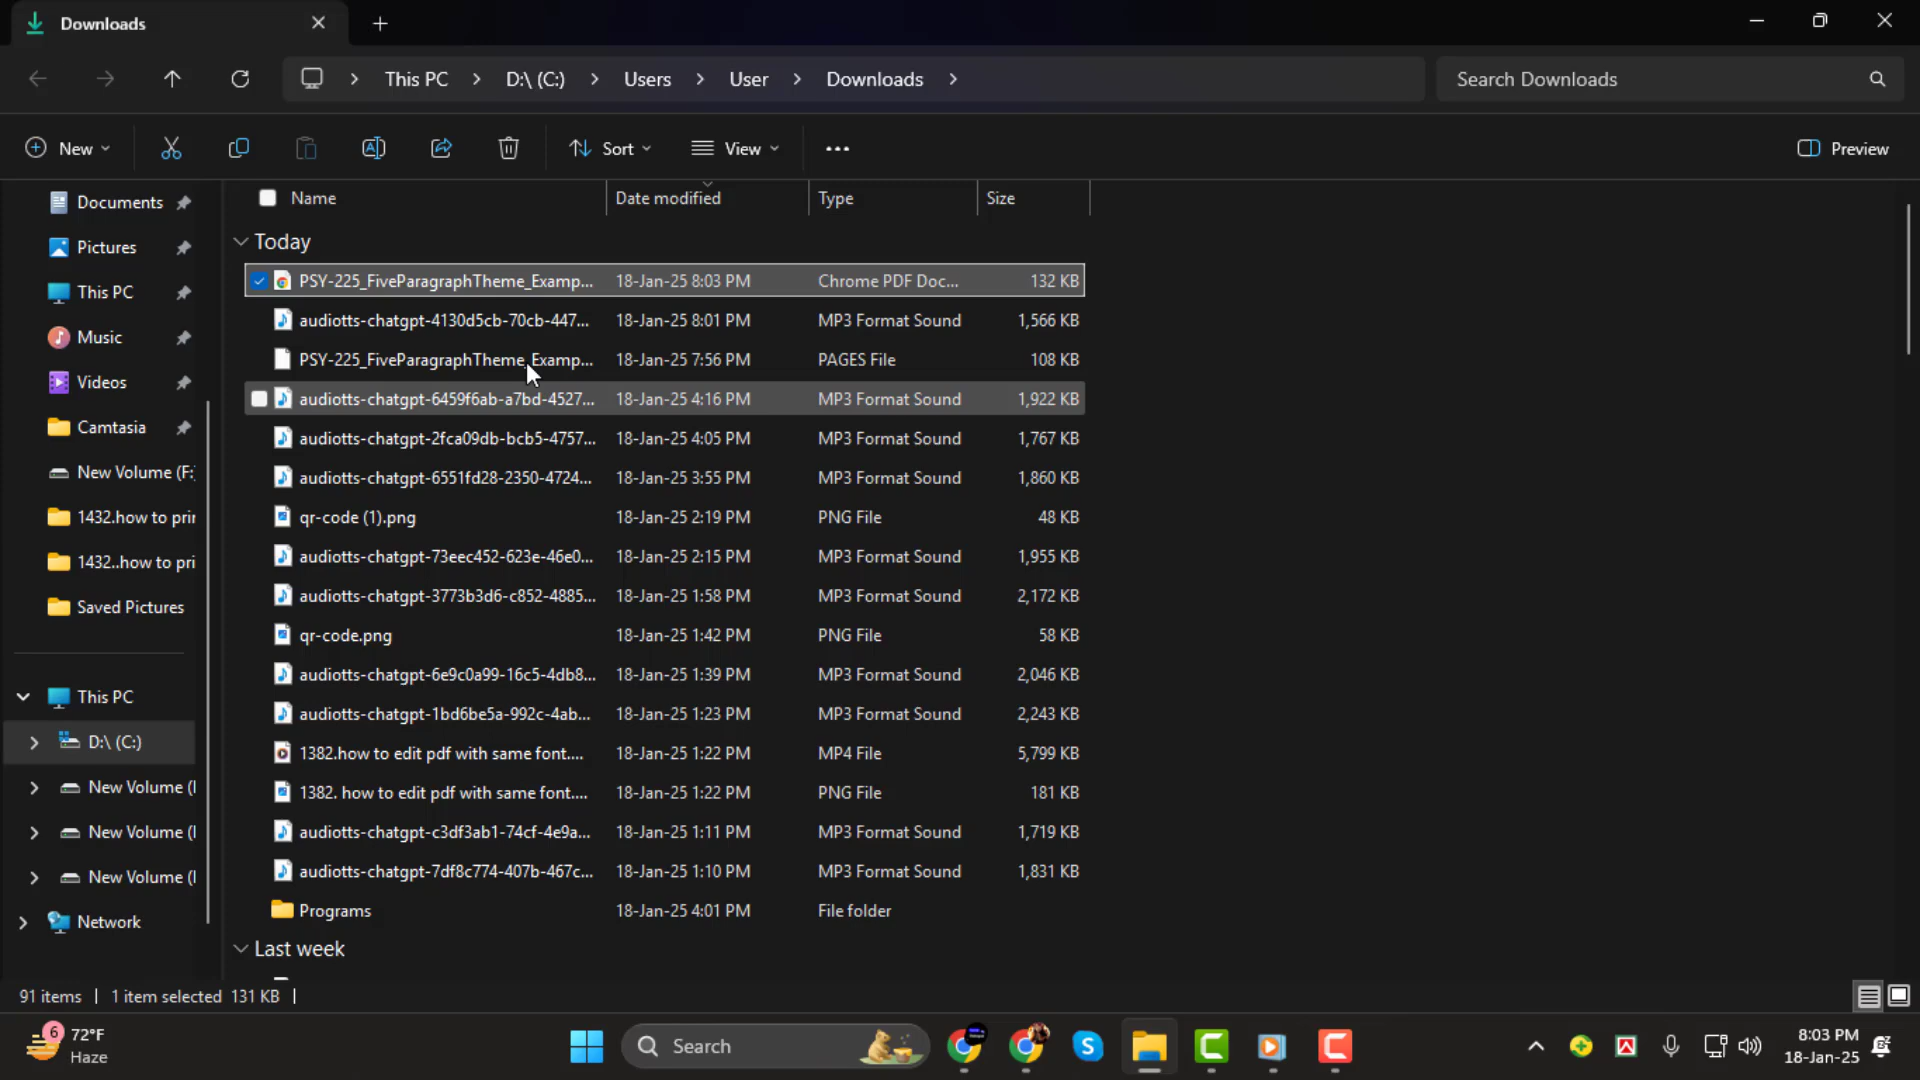 Downloads
This PC > D:\ (C:) > Users > User > Downloads >
Search Downloads
New
Sort
View
Preview
Documents
Pictures
This PC
Music
Videos
Camtasia
New Volume (F:
1432.how to prin
1432..how to pri
Saved Pictures
This PC
D:\ (C:)
New Volume (
New Volume (
New Volume (
Network
Name Date modified Type Size
Today
PSY-225_FiveParagraphTheme_Examp... 18-Jan-25 8:03 PM Chrome PDF Doc... 132 KB
audiotts-chatgpt-4130d5cb-70cb-447... 18-Jan-25 8:01 PM MP3 Format Sound 1,566 KB
PSY-225_FiveParagraphTheme_Examp... 18-Jan-25 7:56 PM PAGES File 108 KB
audiotts-chatgpt-6459f6ab-a7bd-4527... 18-Jan-25 4:16 PM MP3 Format Sound 1,922 KB
audiotts-chatgpt-2fca09db-bcb5-4757... 18-Jan-25 4:05 PM MP3 Format Sound 1,767 KB
audiotts-chatgpt-6551fd28-2350-4724... 18-Jan-25 3:55 PM MP3 Format Sound 1,860 KB
qr-code (1).png 18-Jan-25 2:19 PM PNG File 48 KB
audiotts-chatgpt-73eec452-623e-46e0... 18-Jan-25 2:15 PM MP3 Format Sound 1,955 KB
audiotts-chatgpt-3773b3d6-c852-4885... 18-Jan-25 1:58 PM MP3 Format Sound 2,172 KB
qr-code.png 18-Jan-25 1:42 PM PNG File 58 KB
audiotts-chatgpt-6e9c0a99-16c5-4db8... 18-Jan-25 1:39 PM MP3 Format Sound 2,046 KB
audiotts-chatgpt-1bd6be5a-992c-4ab... 18-Jan-25 1:23 PM MP3 Format Sound 2,243 KB
1382.how to edit pdf with same font.... 18-Jan-25 1:22 PM MP4 File 5,799 KB
1382. how to edit pdf with same font.... 18-Jan-25 1:22 PM PNG File 181 KB
audiotts-chatgpt-c3df3ab1-74cf-4e9a... 18-Jan-25 1:11 PM MP3 Format Sound 1,719 KB
audiotts-chatgpt-7df8c774-407b-467c... 18-Jan-25 1:10 PM MP3 Format Sound 1,831 KB
Programs 18-Jan-25 4:01 PM File folder
Last week
91 items | 1 item selected 131 KB |
6
72°F
Haze
Search
8:03 PM
18-Jan-25